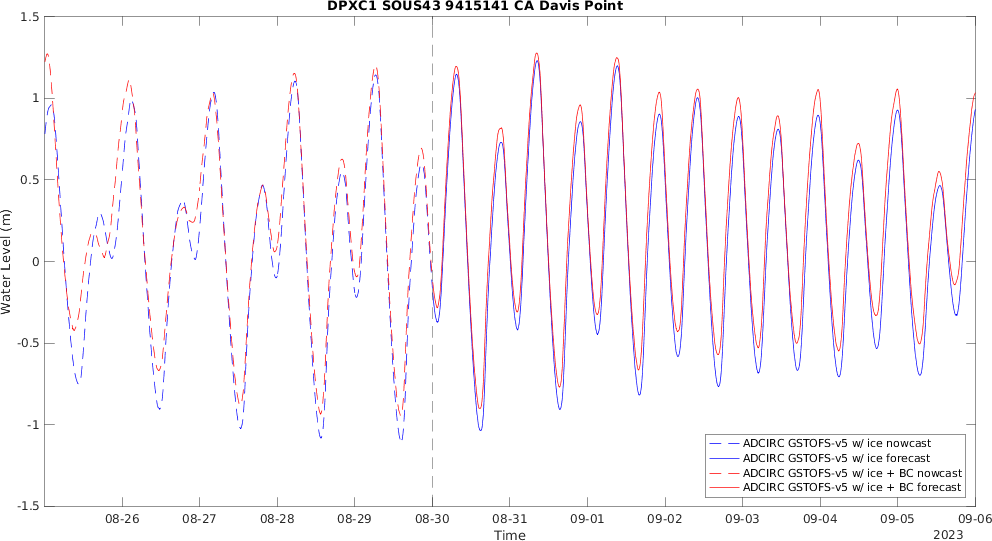 DPXC1 SOUS43 9415141 CA Davis Point
1.5
1
0.5
0
-0.5
-1
-1.5
Water Level (m)
08-26 08-27 08-28 08-29 08-30 08-31 09-01 09-02 09-03 09-04 09-05 09-06
Time
2023
ADCIRC GSTOFS-v5 w/ ice nowcast
ADCIRC GSTOFS-v5 w/ ice forecast
ADCIRC GSTOFS-v5 w/ ice + BC nowcast
ADCIRC GSTOFS-v5 w/ ice + BC forecast